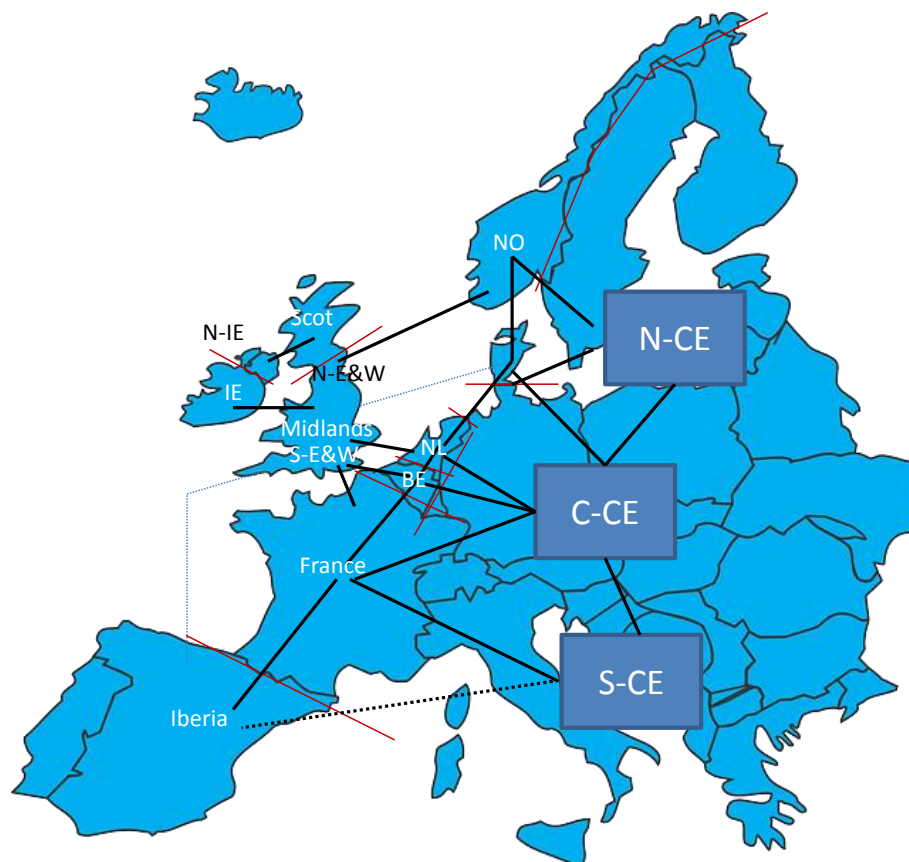 NO
Scot
N-IE
N-CE
N-E&W
IE
Midlands
NL
S-E&W
BE
C-CE
France
S-CE
Iberia